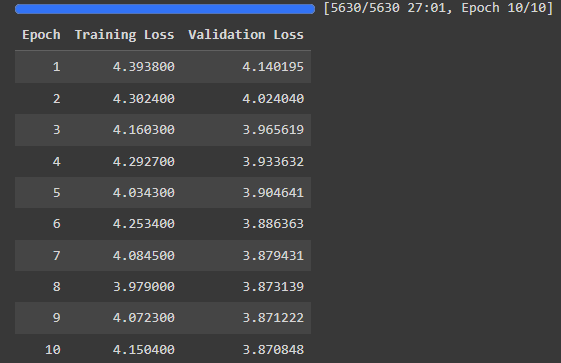 [5630/5630 27:01, Epoch 10/10]
Epoch Training Loss Validation Loss
1 4.393800 4.140195
2 4.302400 4.024040
3 4.160300 3.965619
4 4.292700 3.933632
5 4.034300 3.904641
6 4.253400 3.886363
7 4.084500 3.879431
8 3.979000 3.873139
9 4.072300 3.871222
10 4.150400 3.870848